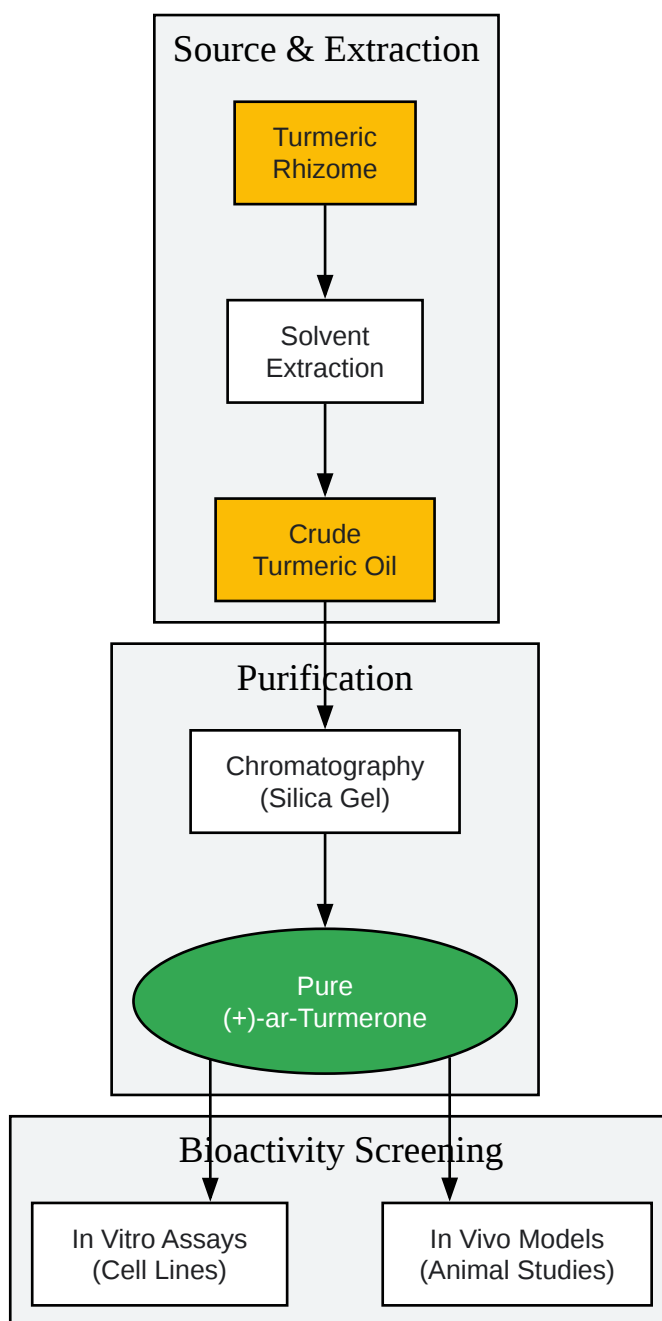 Source & Extraction
Turmeric
Rhizome
Solvent
Extraction
Crude
Turmeric Oil
Purification
Chromatography
(Silica Gel)
Pure
(+)-ar-Turmerone
Bioactivity Screening
In Vitro Assays
(Cell Lines)
In Vivo Models
(Animal Studies)